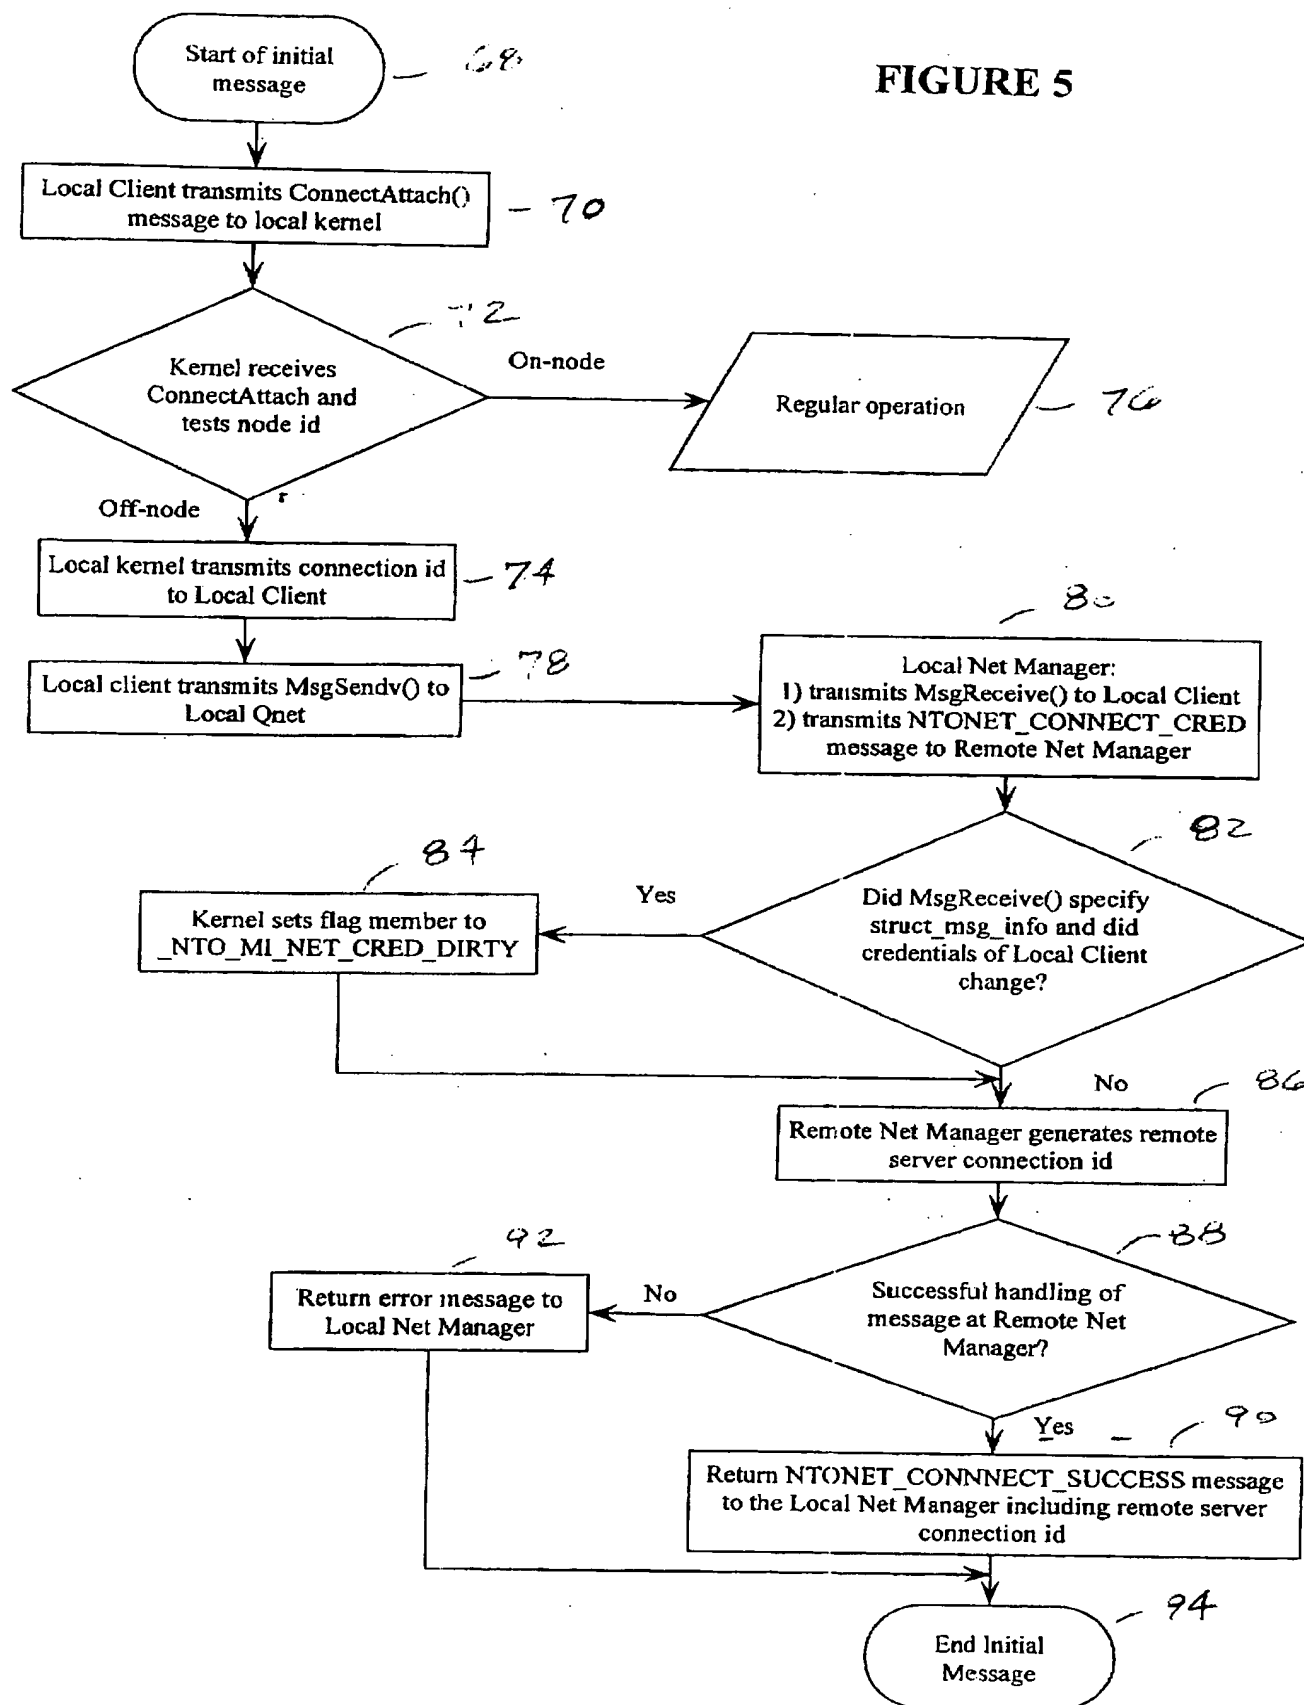 FIGURE 5
Start of initial
message
68
Local Client transmits ConnectAttach()
message to local kernel
70
72
Kernel receives
ConnectAttach and
tests node id
On-node
Regular operation
76
Off-node
Local kernel transmits connection id
to Local Client
74
Local client transmits MsgSendv() to
Local Qnet
78
80
Local Net Manager:
1) transmits MsgReceive() to Local Client
2) transmits NTONET_CONNECT_CRED
message to Remote Net Manager
82
Did MsgReceive() specify
struct_msg_info and did
credentials of Local Client
change?
Yes
84
Kernel sets flag member to
_NTO_MI_NET_CRED_DIRTY
No
86
Remote Net Manager generates remote
server connection id
88
Successful handling of
message at Remote Net
Manager?
No
92
Return error message to
Local Net Manager
Yes
90
Return NTONET_CONNNECT_SUCCESS message
to the Local Net Manager including remote server
connection id
94
End Initial
Message